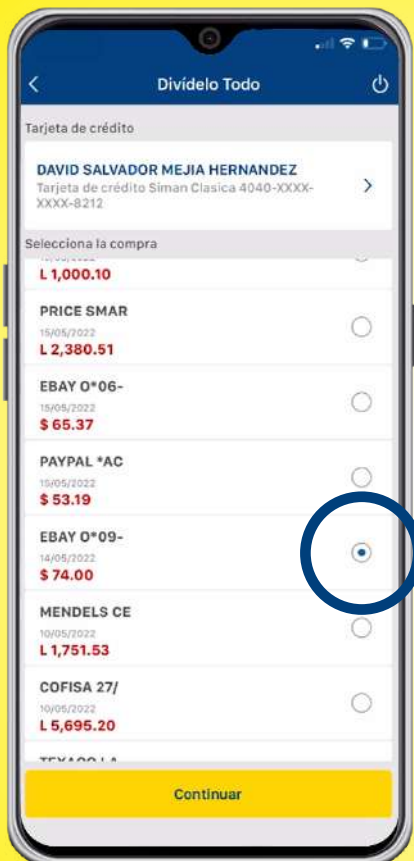 Divídelo Todo
Tarjeta de crédito
DAVID SALVADOR MEJIA HERNANDEZ
Tarjeta de crédito Siman Clasica 4040-XXXX-
XXXX-8212
Selecciona la compra
L 1,000.10
PRICE SMAR
15/05/2022
L 2,380.51
EBAY O*06-
15/05/2022
$ 65.37
PAYPAL *AC
15/05/2022
$ 53.19
EBAY O*09-
14/05/2022
$ 74.00
MENDELS CE
10/05/2022
L 1,751.53
COFISA 27/
10/05/2022
L 5,695.20
Continuar